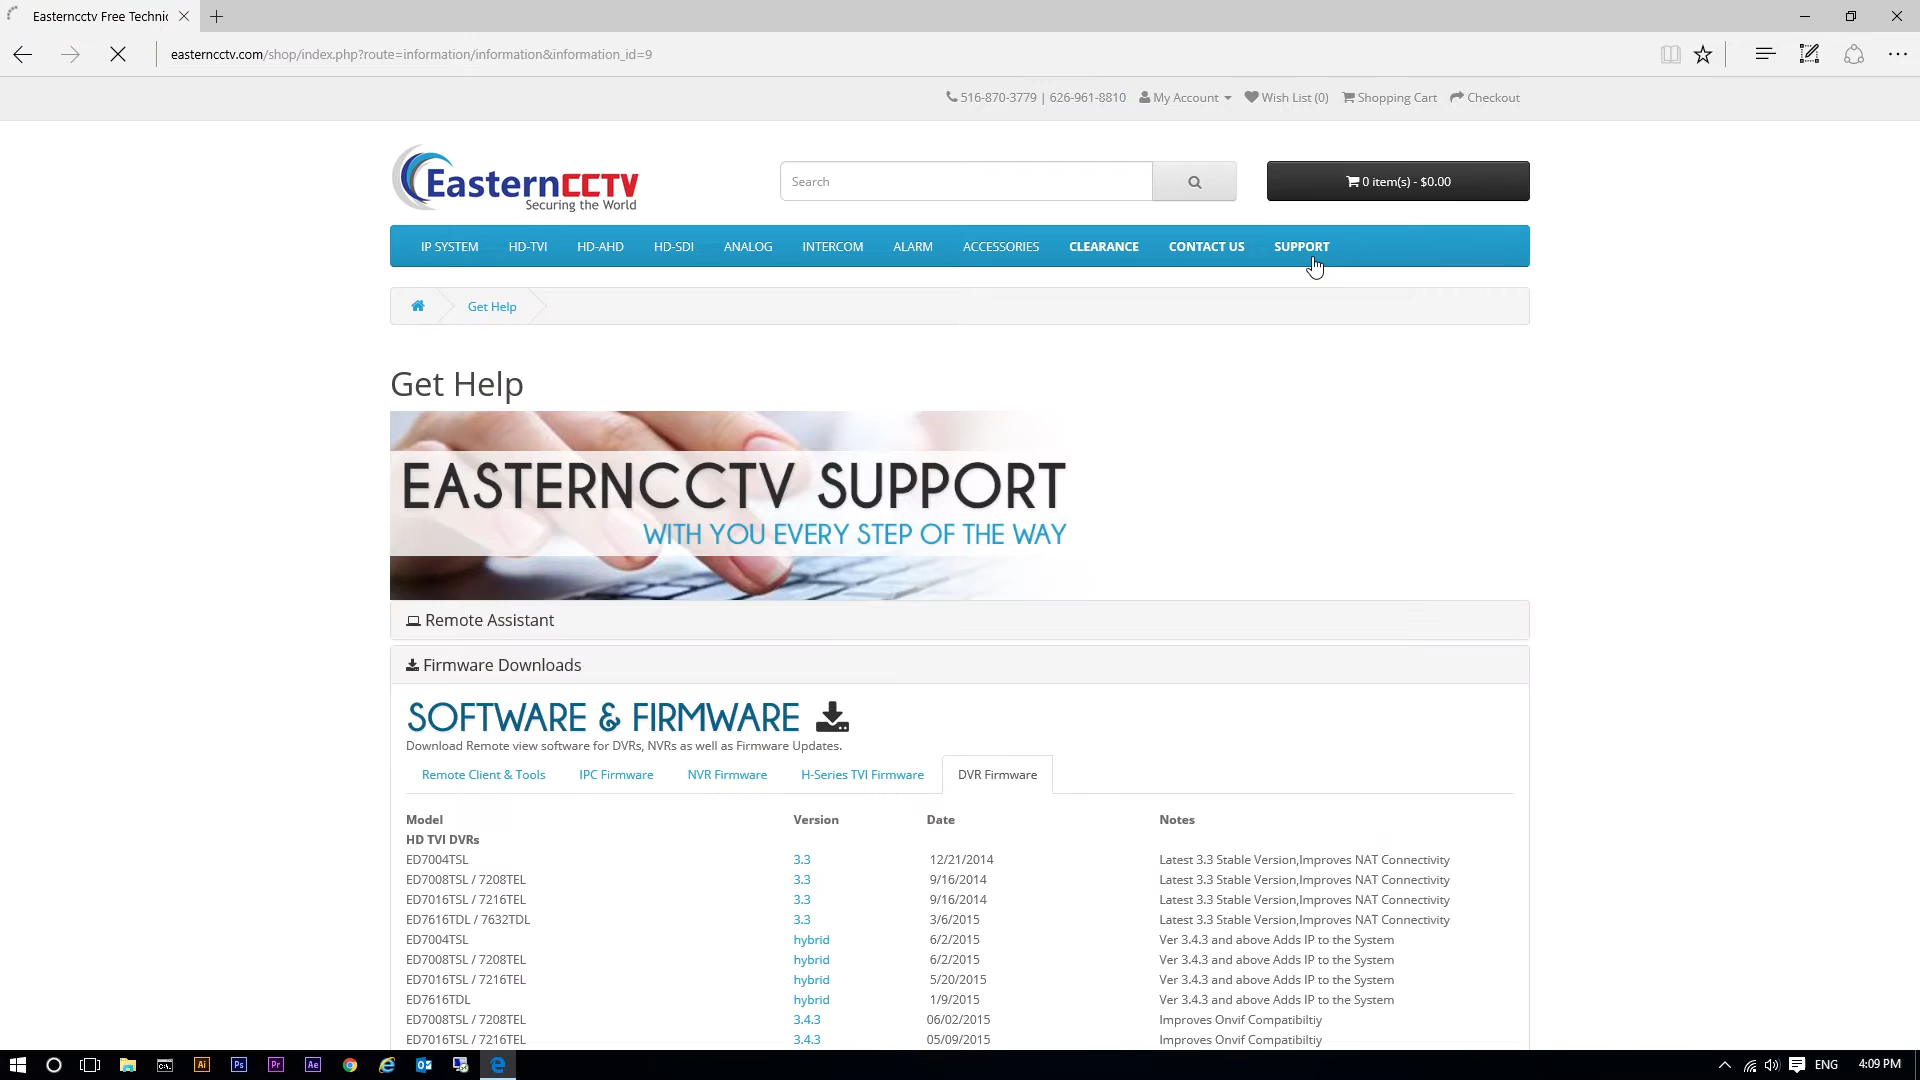 Easterncctv Free Technic
easterncctv.com/shop/index.php?route=information/information&information_id=9
516-870-3779 | 626-961-8810 My Account Wish List (0) Shopping Cart Checkout
EasternCCTV
Securing the World
Search
0 item(s) - $0.00
IP SYSTEM HD-TVI HD-AHD HD-SDI ANALOG INTERCOM ALARM ACCESSORIES CLEARANCE CONTACT US SUPPORT
Get Help
Get Help
EASTERNCCTV SUPPORT
WITH YOU EVERY STEP OF THE WAY
Remote Assistant
Firmware Downloads
SOFTWARE & FIRMWARE
Download Remote view software for DVRs, NVRs as well as Firmware Updates.
Remote Client & Tools IPC Firmware NVR Firmware H-Series TVI Firmware DVR Firmware
Model Version Date Notes
HD TVI DVRs
ED7004TSL 3.3 12/21/2014 Latest 3.3 Stable Version,Improves NAT Connectivity
ED7008TSL / 7208TEL 3.3 9/16/2014 Latest 3.3 Stable Version,Improves NAT Connectivity
ED7016TSL / 7216TEL 3.3 9/16/2014 Latest 3.3 Stable Version,Improves NAT Connectivity
ED7616TDL / 7632TDL 3.3 3/6/2015 Latest 3.3 Stable Version,Improves NAT Connectivity
ED7004TSL hybrid 6/2/2015 Ver 3.4.3 and above Adds IP to the System
ED7008TSL / 7208TEL hybrid 6/2/2015 Ver 3.4.3 and above Adds IP to the System
ED7016TSL / 7216TEL hybrid 5/20/2015 Ver 3.4.3 and above Adds IP to the System
ED7616TDL hybrid 1/9/2015 Ver 3.4.3 and above Adds IP to the System
ED7008TSL / 7208TEL 3.4.3 06/02/2015 Improves Onvif Compatibiltiy
ED7016TSL / 7216TEL 3.4.3 05/09/2015 Improves Onvif Compatibiltiy
Ai Ps Pr Ae ENG 4:09 PM